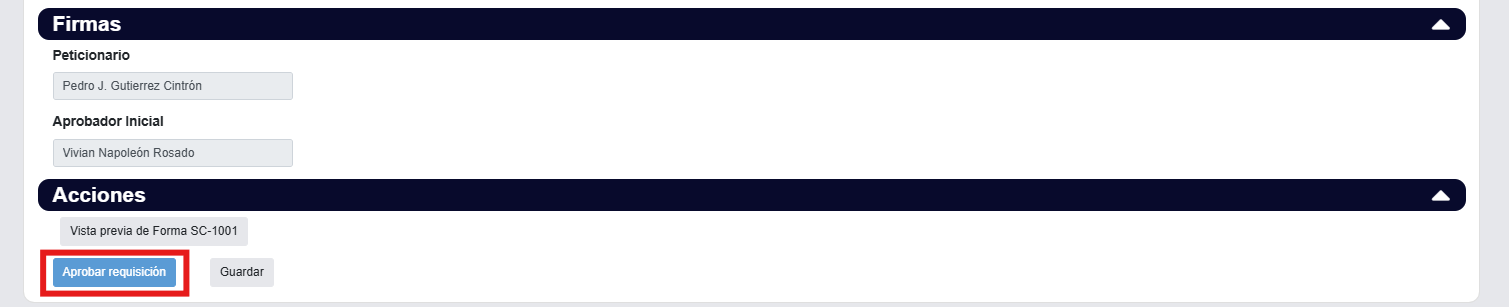 Firmas
Peticionario
Pedro J. Gutierrez Cintrón
Aprobador Inicial
Vivian Napoleón Rosado
Acciones
Vista previa de Forma SC-1001
Aprobar requisición
Guardar